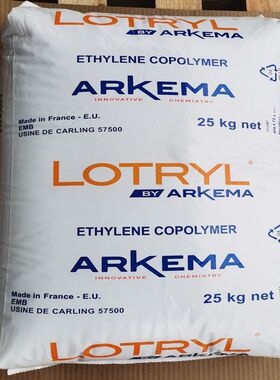 LOTRYL
BY ARKEMA
ETHYLENE COPOLYMER
ARKEMA
INNOVATIVE CHEMISTRY
Made in France - E.U.
EMB
USINE DE CARLING 57500
25 kg net
LOTRYL®
BY ARKEMA
ETHYLENE COPOLYMER
ARKEMA
INNOVATIVE CHEMISTRY
Made in France - E.U.
EMB
USINE DE CARLING 57500
25 kg net
LOTRYL